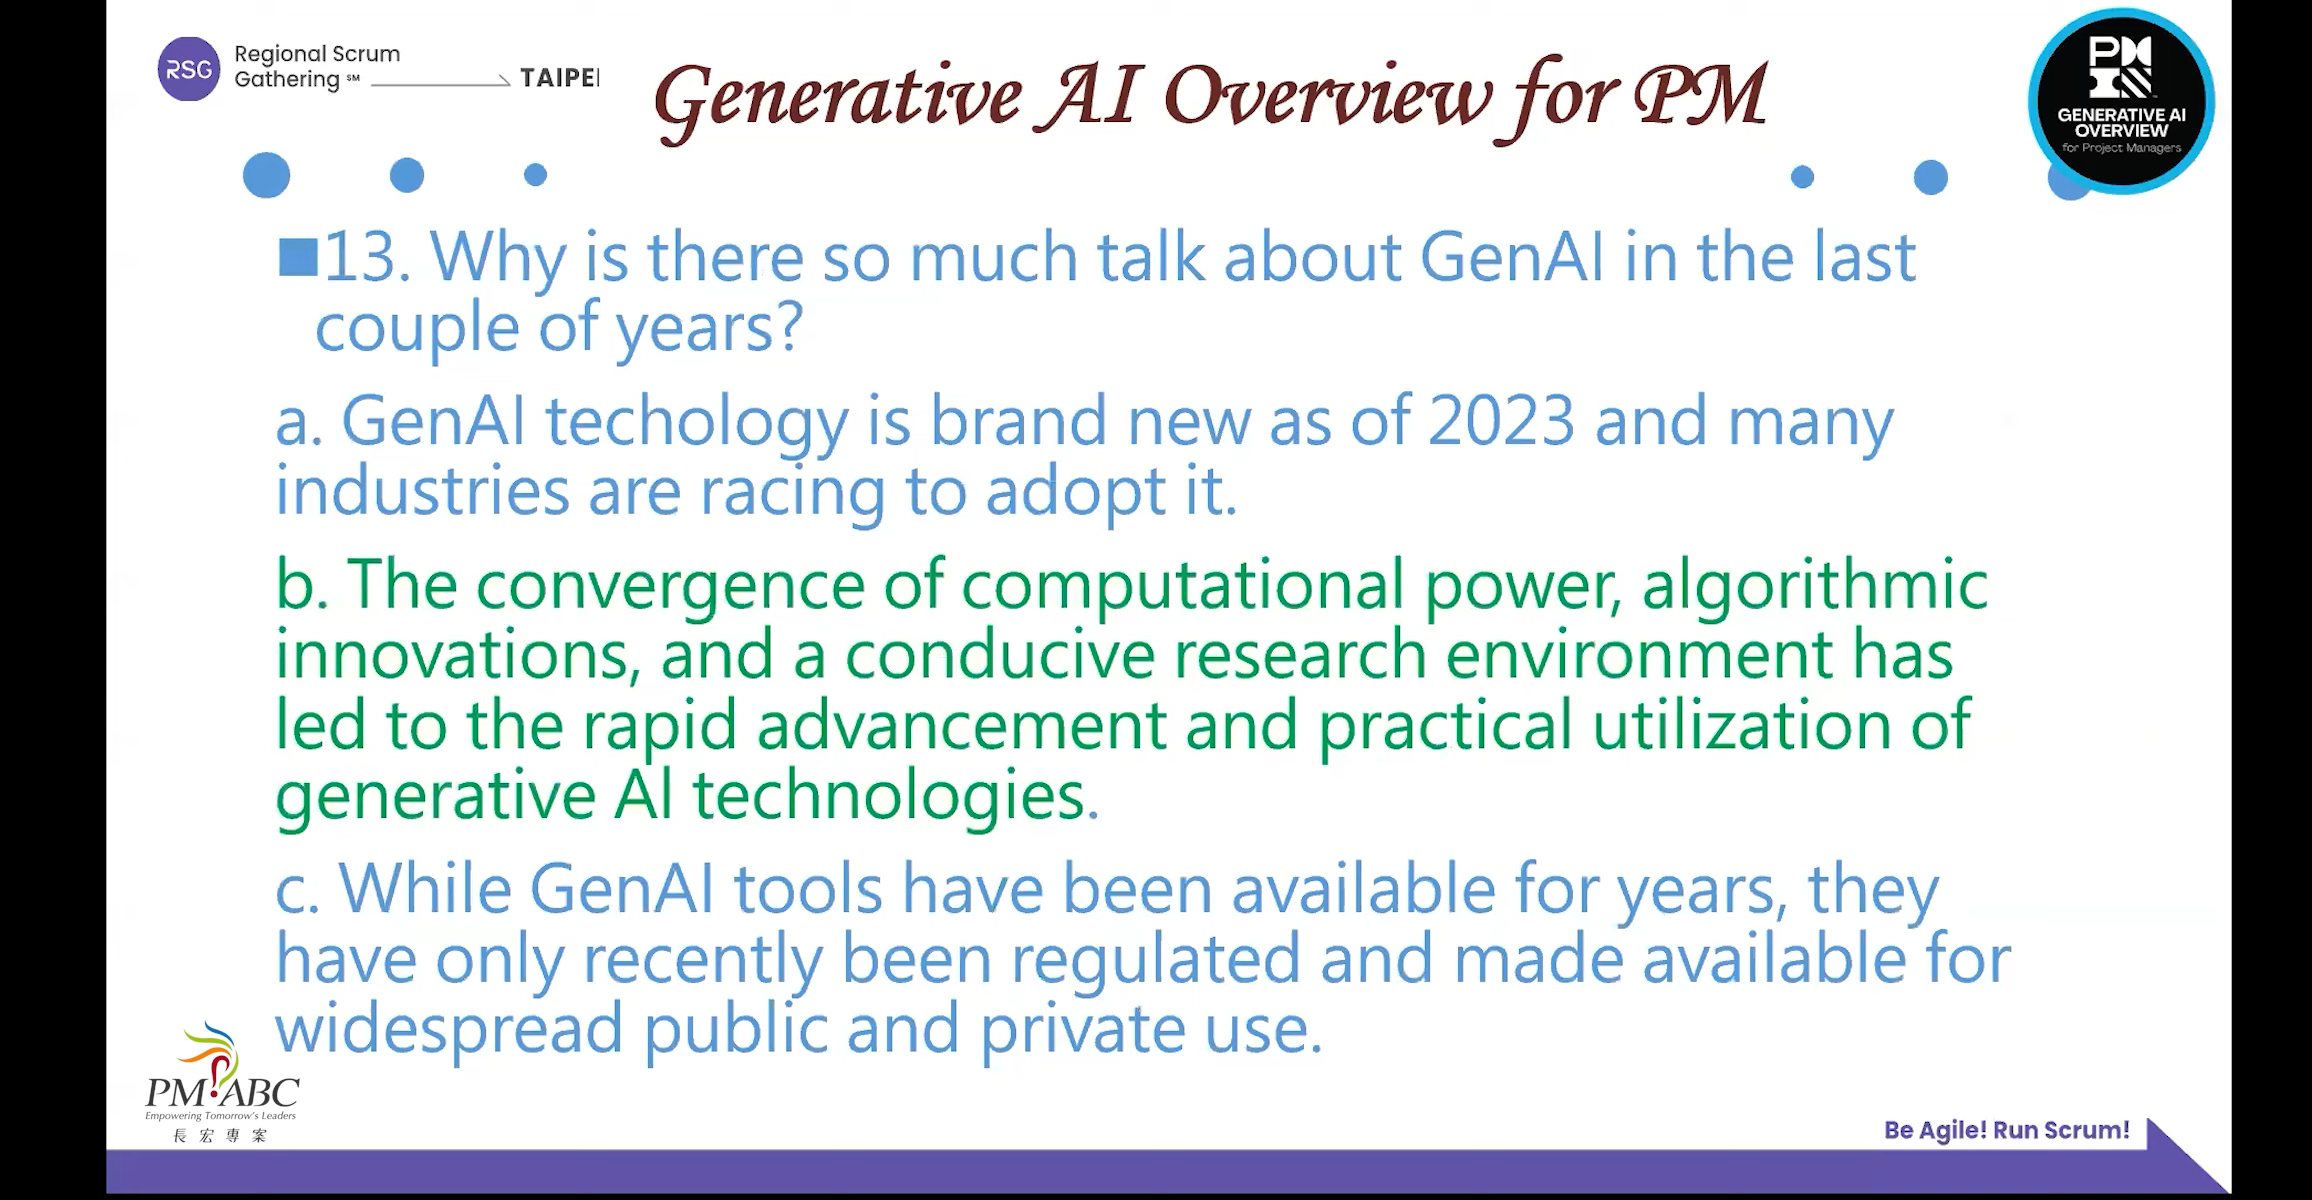 RSG
Regional Scrum
Gathering SM
TAIPEI
Generative AI Overview for PM
PM
GENERATIVE AI
OVERVIEW
for Project Managers
13. Why is there so much talk about GenAI in the last
couple of years?
a. GenAI techology is brand new as of 2023 and many
industries are racing to adopt it.
b. The convergence of computational power, algorithmic
innovations, and a conducive research environment has
led to the rapid advancement and practical utilization of
generative AI technologies.
c. While GenAI tools have been available for years, they
have only recently been regulated and made available for
widespread public and private use.
PM ABC
Empowering Tomorrow's Leaders
長宏專案
Be Agile! Run Scrum!